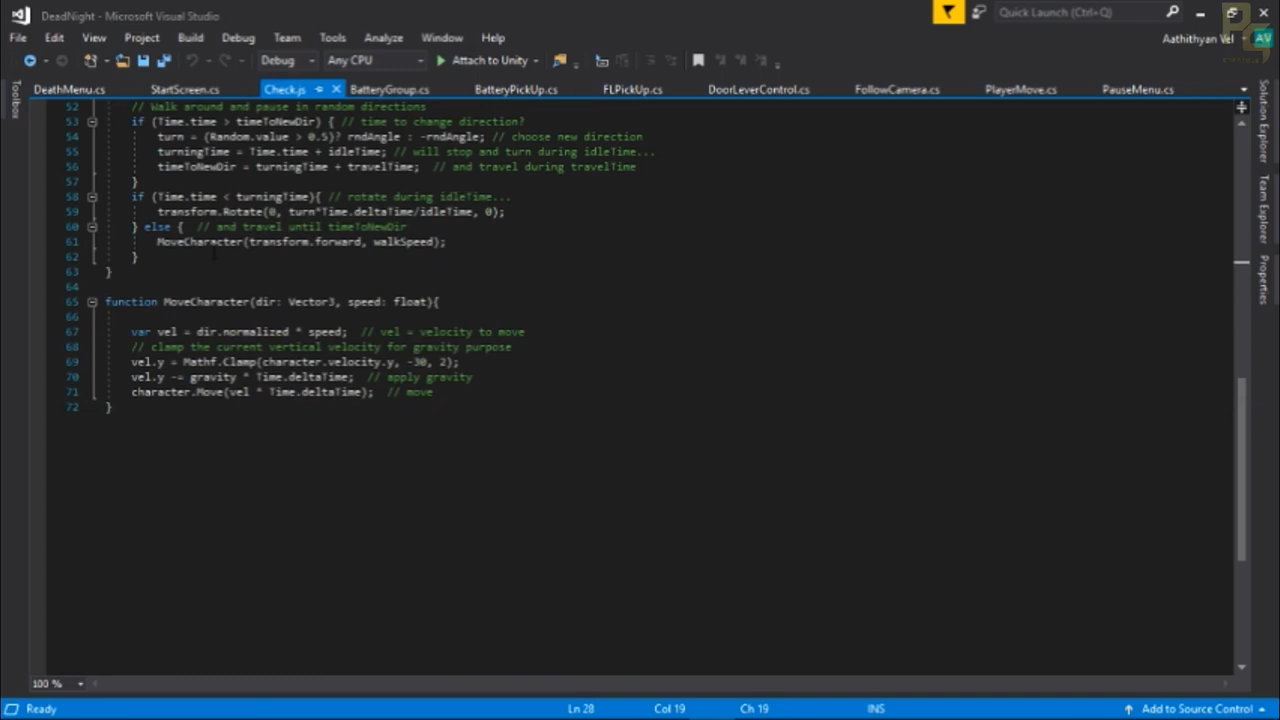 DeadNight - Microsoft Visual Studio
Quick Launch (Ctrl+Q)
File Edit View Project Build Debug Team Tools Analyze Window Help
Aathithyan Vel AV
Debug Any CPU Attach to Unity
Toolbox
DeathMenu.cs StartScreen.cs Check.js BatteryGroup.cs BatteryPickUp.cs FLPickUp.cs DoorLeverControl.cs FollowCamera.cs PlayerMove.cs PauseMenu.cs
Solution Explorer
Team Explorer
Properties
52 // Walk around and pause in random directions
53 if (Time.time > timeToNewDir) { // time to change direction?
54 turn = (Random.value > 0.5)? rndAngle : -rndAngle; // choose new direction
55 turningTime = Time.time + idleTime; // will stop and turn during idleTime...
56 timeToNewDir = turningTime + travelTime; // and travel during travelTime
57 }
58 if (Time.time < turningTime){ // rotate during idleTime...
59 transform.Rotate(0, turn*Time.deltaTime/idleTime, 0);
60 } else { // and travel until timeToNewDir
61 MoveCharacter(transform.forward, walkSpeed);
62 }
63 }
64
65 function MoveCharacter(dir: Vector3, speed: float){
66
67 var vel = dir.normalized * speed; // vel = velocity to move
68 // clamp the current vertical velocity for gravity purpose
69 vel.y = Mathf.Clamp(character.velocity.y, -30, 2);
70 vel.y -= gravity * Time.deltaTime; // apply gravity
71 character.Move(vel * Time.deltaTime); // move
72 }
100 %
Ready Ln 28 Col 19 Ch 19 INS Add to Source Control